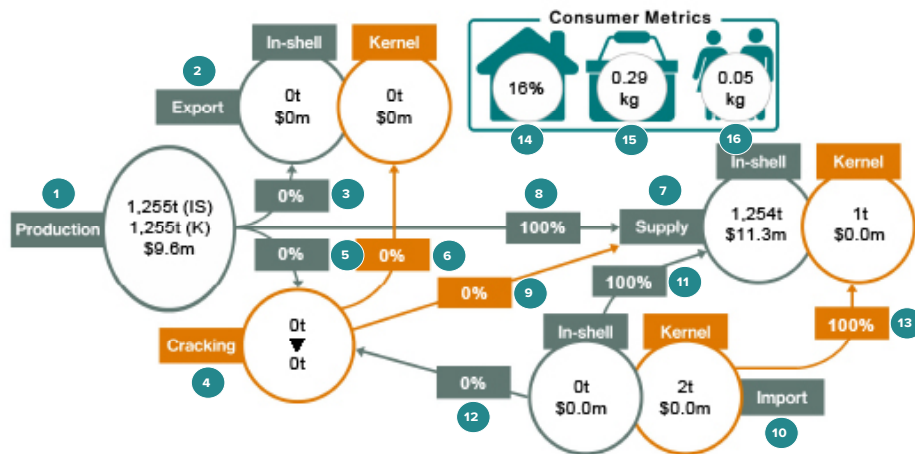 Consumer Metrics
In-shell
Kernel
2
Export
0t
$0m
0t
$0m
16%
0.29
kg
0.05
kg
14
15
16
1
Production
1,255t (IS)
1,255t (K)
$9.6m
0%
3
8
100%
7
Supply
In-shell
Kernel
1,254t
$11.3m
1t
$0.0m
0%
5
0%
6
0%
9
100%
11
Cracking
4
0t
0t
0%
12
In-shell
Kernel
0t
$0.0m
2t
$0.0m
100%
13
Import
10